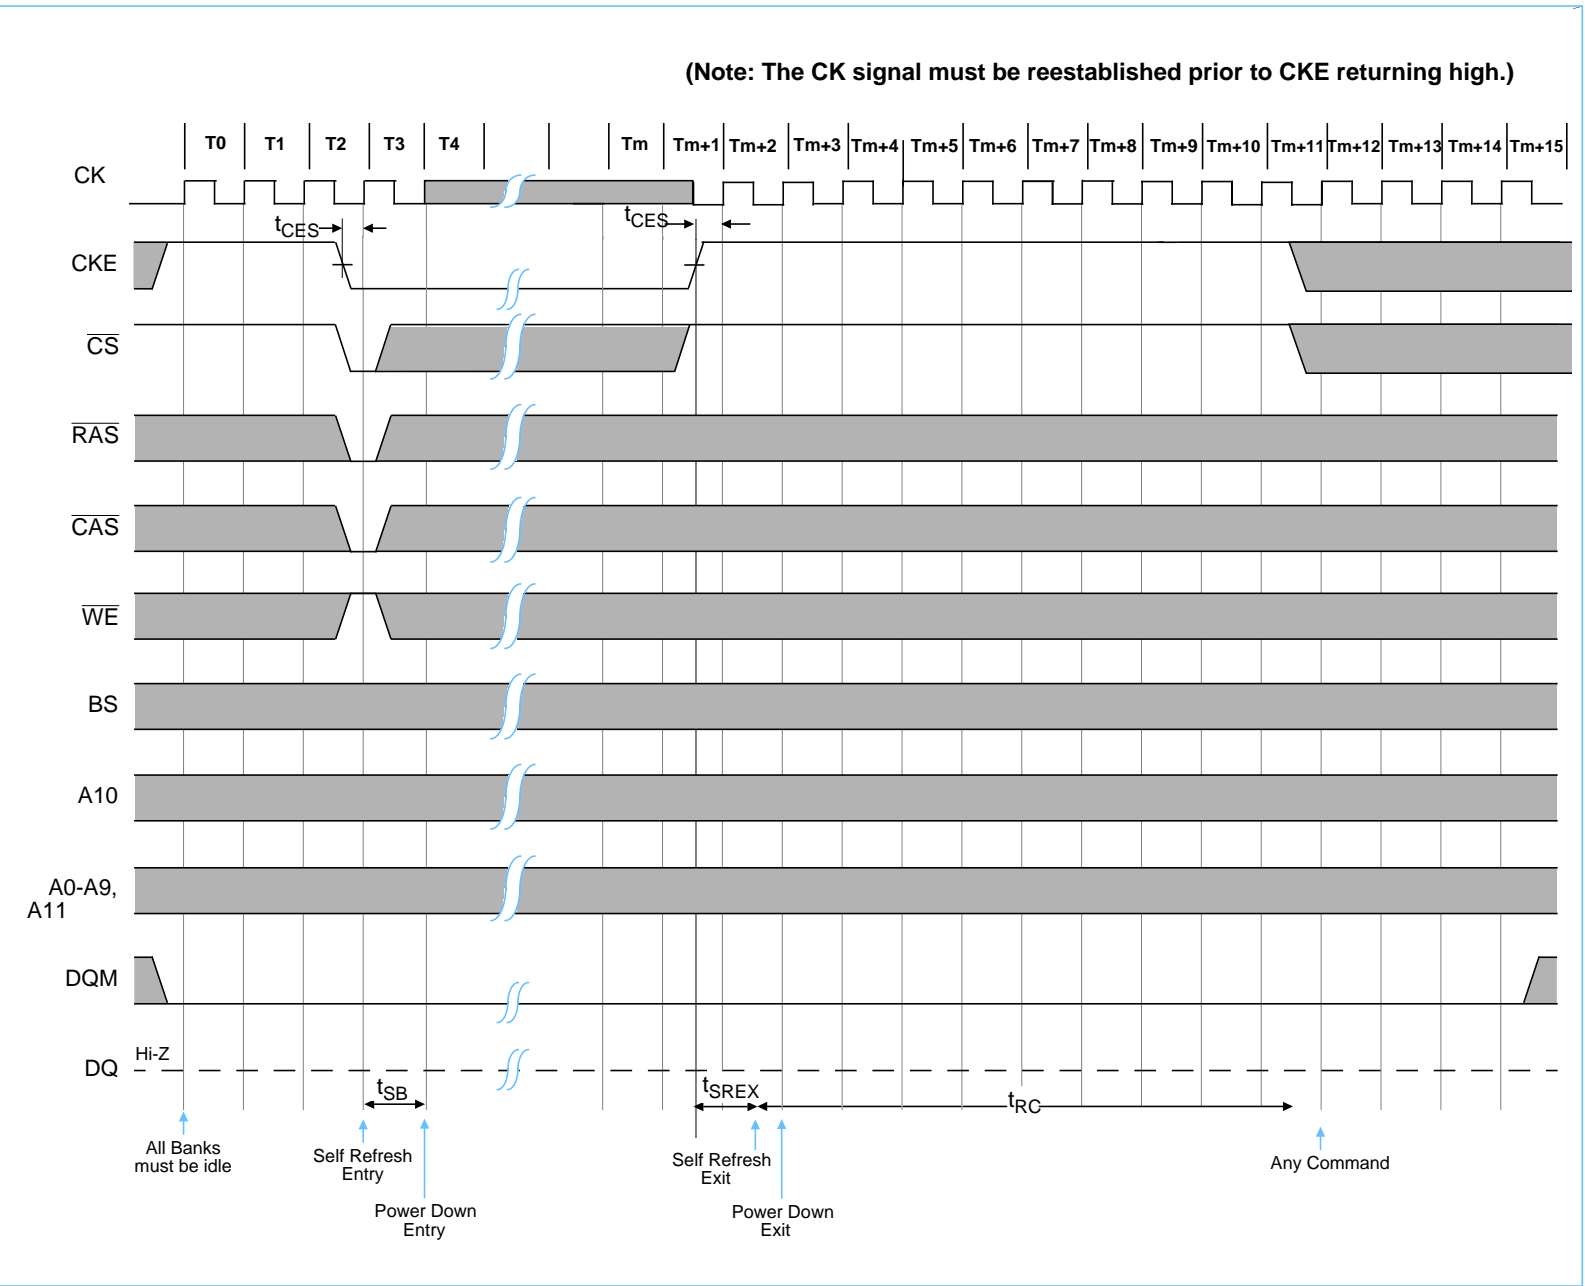 (Note: The CK signal must be reestablished prior to CKE returning high.)
T0 T1 T2 T3 T4 Tm Tm+1 Tm+2 Tm+3 Tm+4 Tm+5 Tm+6 Tm+7 Tm+8 Tm+9 Tm+10 Tm+11 Tm+12 Tm+13 Tm+14 Tm+15
CK
tCES tCES
CKE
CS
RAS
CAS
WE
BS
A10
A0-A9,
A11
DQM
Hi-Z
DQ
tSB tSREX tRC
All Banks
must be idle
Self Refresh
Entry
Power Down
Entry
Self Refresh
Exit
Power Down
Exit
Any Command